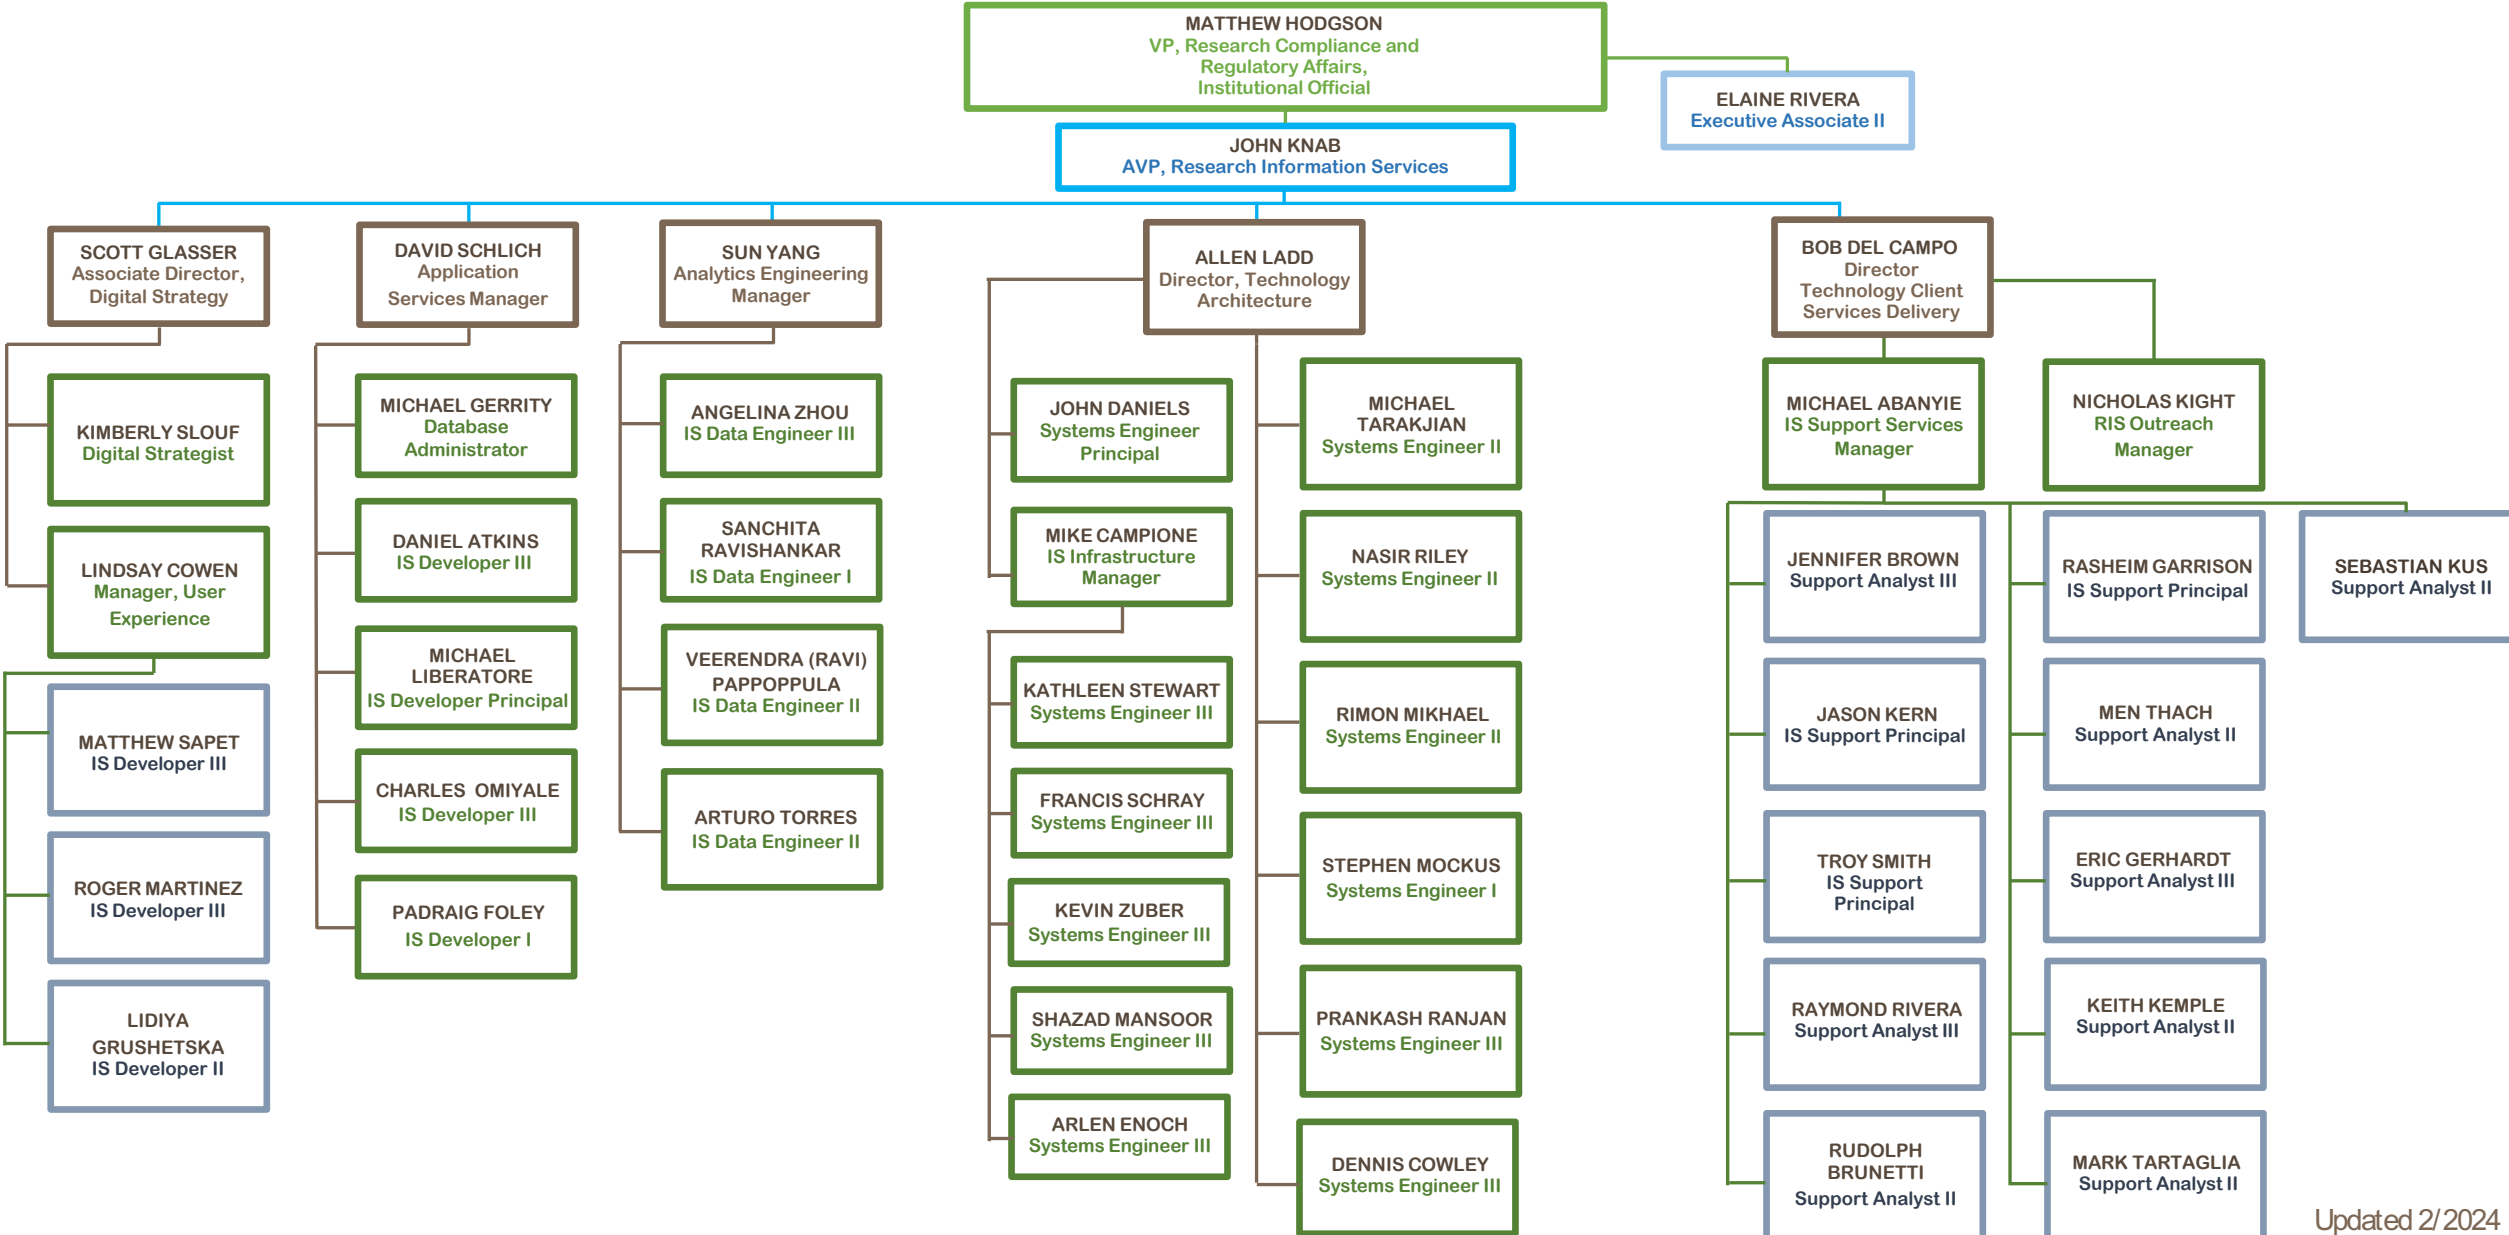 MATTHEW HODGSON
VP, Research Compliance and
Regulatory Affairs,
Institutional Official
ELAINE RIVERA
Executive Associate II
JOHN KNAB
AVP, Research Information Services
SCOTT GLASSER
Associate Director,
Digital Strategy
DAVID SCHLICH
Application
Services Manager
SUN YANG
Analytics Engineering
Manager
ALLEN LADD
Director, Technology
Architecture
BOB DEL CAMPO
Director
Technology Client
Services Delivery
KIMBERLY SLOUF
Digital Strategist
LINDSAY COWEN
Manager, User
Experience
MATTHEW SAPET
IS Developer III
ROGER MARTINEZ
IS Developer III
LIDIYA
GRUSHETSKA
IS Developer II
MICHAEL GERRITY
Database
Administrator
DANIEL ATKINS
IS Developer III
MICHAEL
LIBERATORE
IS Developer Principal
CHARLES OMIYALE
IS Developer III
PADRAIG FOLEY
IS Developer I
ANGELINA ZHOU
IS Data Engineer III
SANCHITA
RAVISHANKAR
IS Data Engineer I
VEERENDRA (RAVI)
PAPPOPPULA
IS Data Engineer II
ARTURO TORRES
IS Data Engineer II
JOHN DANIELS
Systems Engineer
Principal
MIKE CAMPIONE
IS Infrastructure
Manager
KATHLEEN STEWART
Systems Engineer III
FRANCIS SCHRAY
Systems Engineer III
KEVIN ZUBER
Systems Engineer III
SHAZAD MANSOOR
Systems Engineer III
ARLEN ENOCH
Systems Engineer III
MICHAEL
TARAKJIAN
Systems Engineer II
NASIR RILEY
Systems Engineer II
RIMON MIKHAEL
Systems Engineer II
STEPHEN MOCKUS
Systems Engineer I
PRANKASH RANJAN
Systems Engineer III
DENNIS COWLEY
Systems Engineer III
MICHAEL ABANYIE
IS Support Services
Manager
NICHOLAS KIGHT
RIS Outreach
Manager
JENNIFER BROWN
Support Analyst III
JASON KERN
IS Support Principal
TROY SMITH
IS Support
Principal
RAYMOND RIVERA
Support Analyst III
RUDOLPH
BRUNETTI
Support Analyst II
RASHEIM GARRISON
IS Support Principal
MEN THACH
Support Analyst II
ERIC GERHARDT
Support Analyst III
KEITH KEMPLE
Support Analyst II
MARK TARTAGLIA
Support Analyst II
SEBASTIAN KUS
Support Analyst II
Updated 2/2024